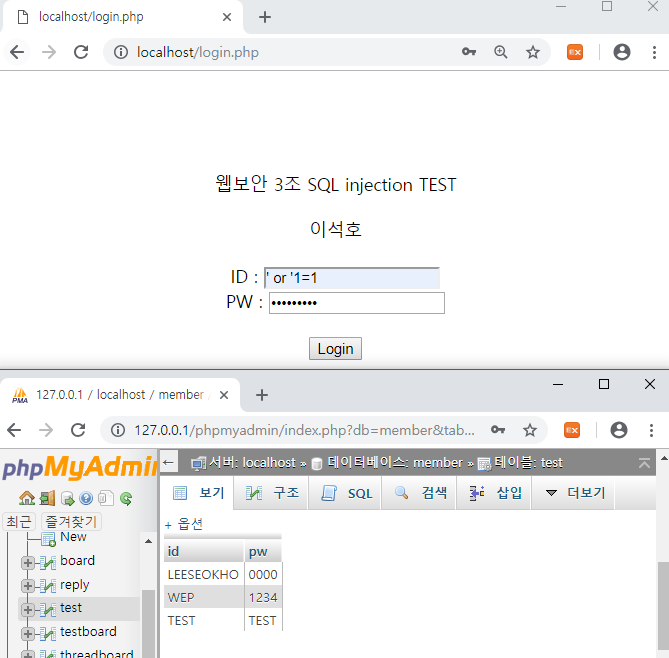 localhost/login.php
localhost/login.php
웹보안 3조 SQL injection TEST
이석호
ID : ' or '1=1
PW : •••••••••
Login
127.0.0.1 / localhost / member
127.0.0.1/phpmyadmin/index.php?db=member&tab...
phpMyAdmin
최근 즐겨찾기
New
board
reply
test
testboard
threadboard
서버: localhost » 데이터베이스: member » 테이블: test
보기 구조 SQL 검색 삽입 더보기
+ 옵션
id pw
LEESEOKHO 0000
WEP 1234
TEST TEST